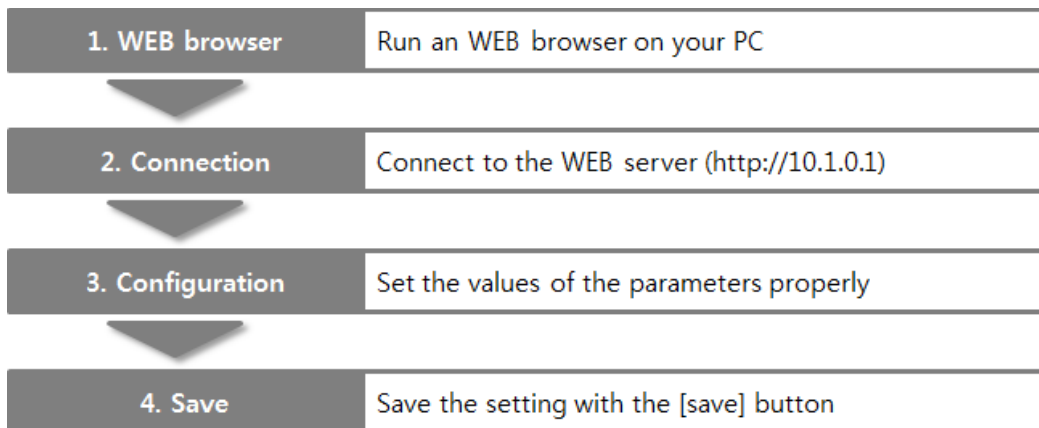 1. WEB browser Run an WEB browser on your PC
2. Connection Connect to the WEB server (http://10.1.0.1)
3. Configuration Set the values of the parameters properly
4. Save Save the setting with the [save] button